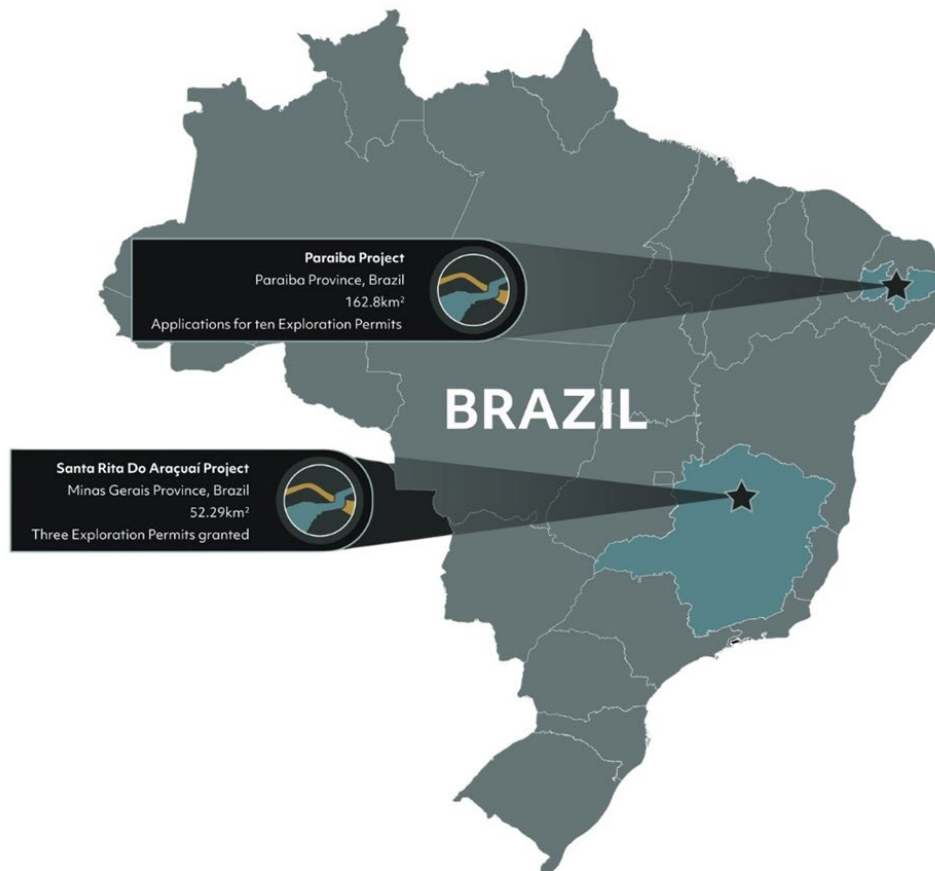 Paraiba Project
Paraiba Province, Brazil
162.8km²
Applications for ten Exploration Permits
BRAZIL
Santa Rita Do Araçuaí Project
Minas Gerais Province, Brazil
52.29km²
Three Exploration Permits granted